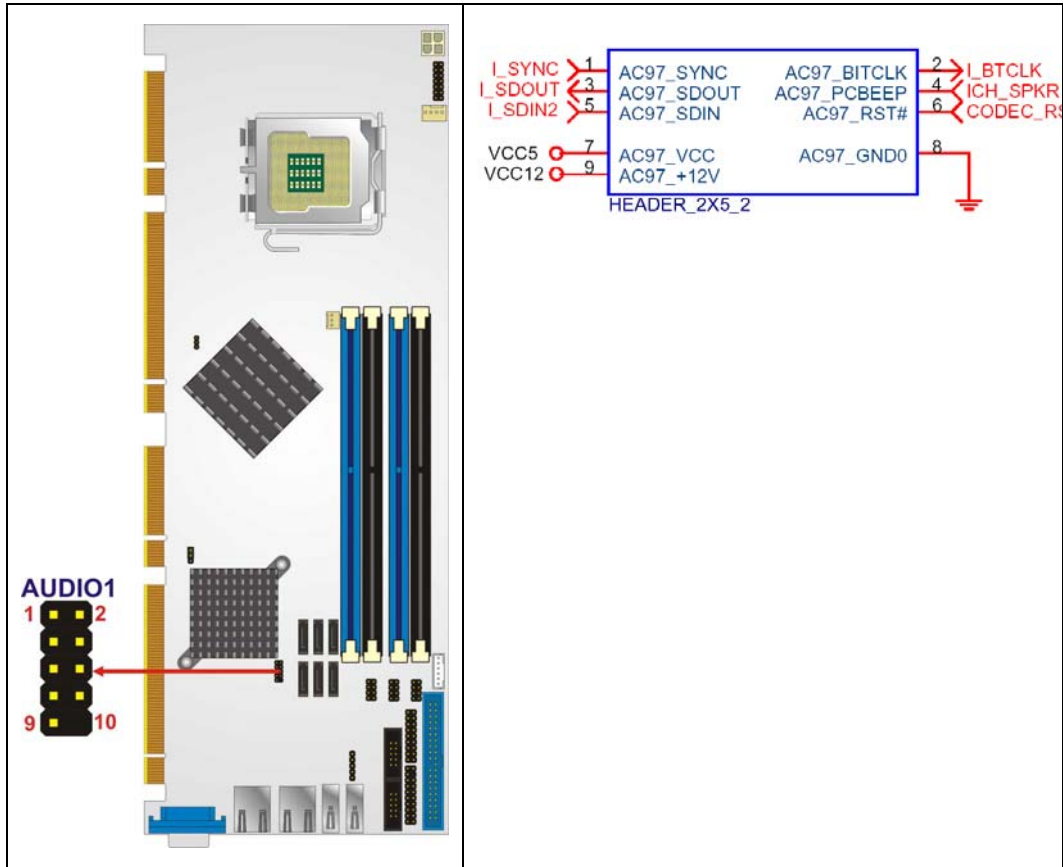 AUDIO1
1 2
9 10
I_SYNC 1 AC97_SYNC AC97_BITCLK 2 I_BTCLK
I_SDOUT 3 AC97_SDOUT AC97_PCBEEP 4 ICH_SPKR
I_SDIN2 5 AC97_SDIN AC97_RST# 6 CODEC_RS
VCC5 7 AC97_VCC AC97_GND0 8
VCC12 9 AC97_+12V
HEADER_2X5_2